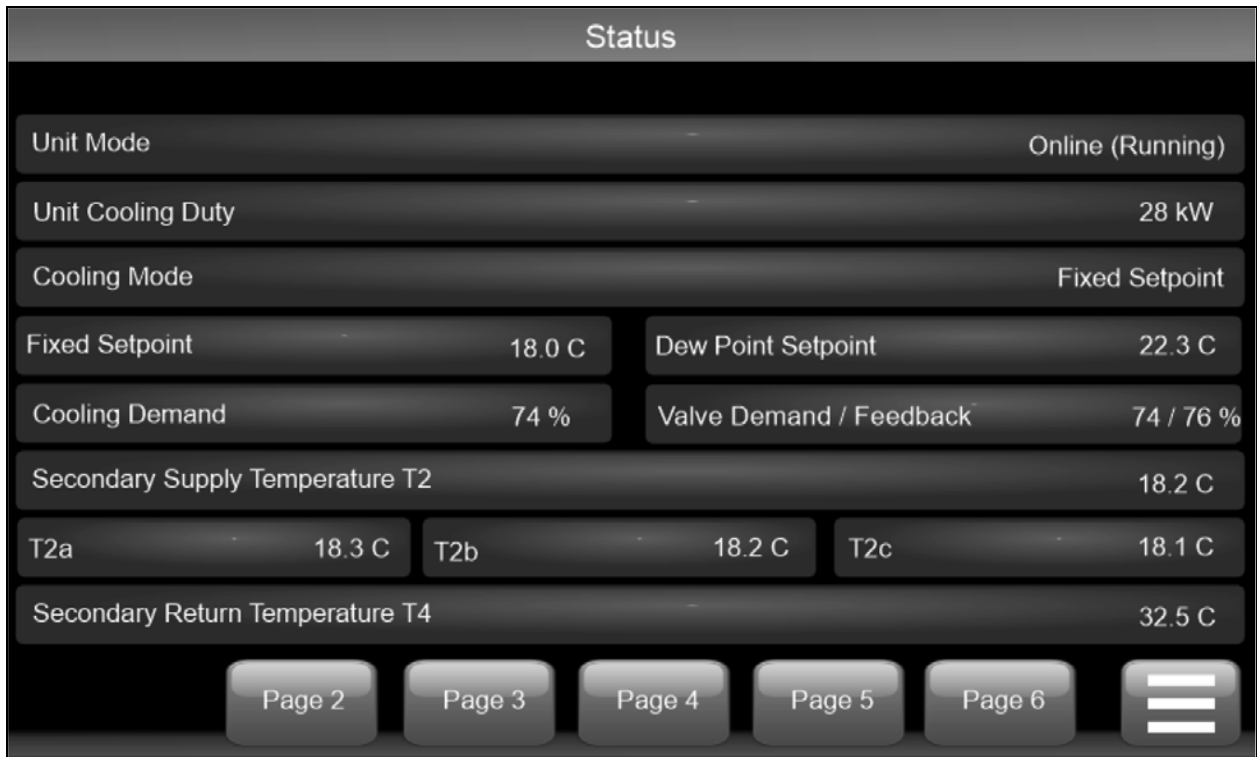 Status
Unit Mode Online (Running)
Unit Cooling Duty 28 kW
Cooling Mode Fixed Setpoint
Fixed Setpoint 18.0 C Dew Point Setpoint 22.3 C
Cooling Demand 74 % Valve Demand / Feedback 74 / 76 %
Secondary Supply Temperature T2 18.2 C
T2a 18.3 C T2b 18.2 C T2c 18.1 C
Secondary Return Temperature T4 32.5 C
Page 2 Page 3 Page 4 Page 5 Page 6